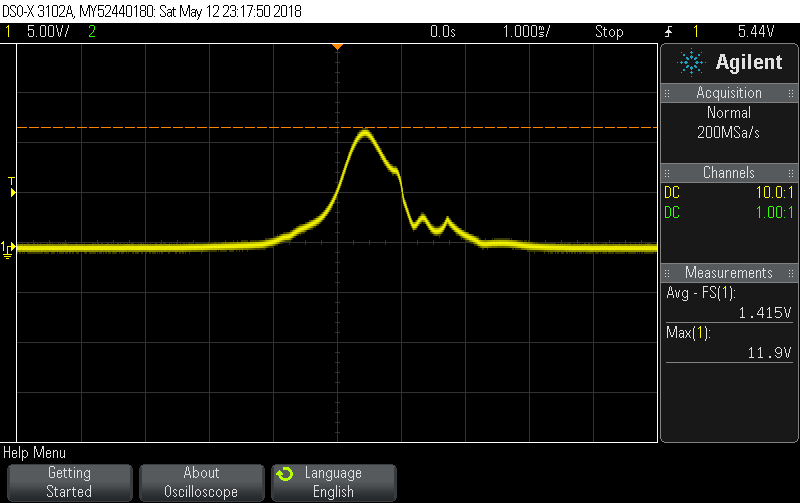 DSO-X 3102A, MY52440180: Sat May 12 23:17:50 2018
1 5.00V/ 2 0.0s 1.000s/ Stop 1 5.44V
Agilent
Acquisition
Normal
200MSa/s
Channels
DC 10.0:1
DC 1.00:1
Measurements
Avg - FS(1):
1.415V
Max(1):
11.9V
T
1
Help Menu
Getting
Started
About
Oscilloscope
Language
English